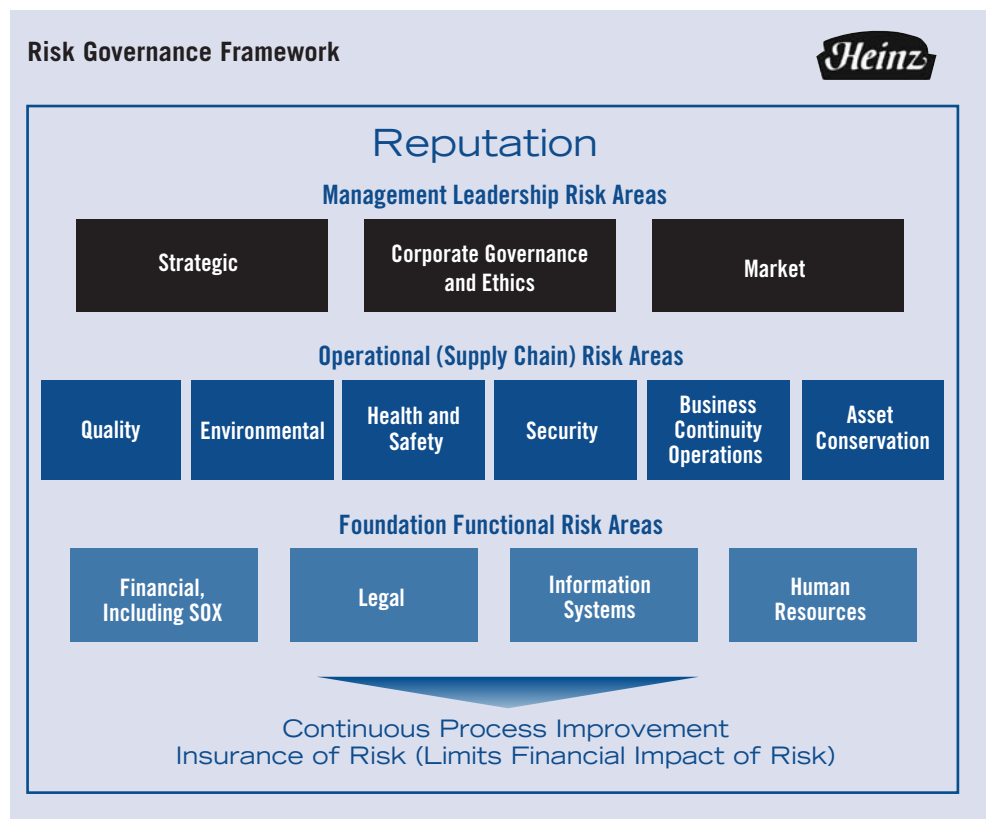 Risk Governance Framework
Heinz
Reputation
Management Leadership Risk Areas
Strategic
Corporate Governance
and Ethics
Market
Operational (Supply Chain) Risk Areas
Quality
Environmental
Health and
Safety
Security
Business
Continuity
Operations
Asset
Conservation
Foundation Functional Risk Areas
Financial,
Including SOX
Legal
Information
Systems
Human
Resources
Continuous Process Improvement
Insurance of Risk (Limits Financial Impact of Risk)